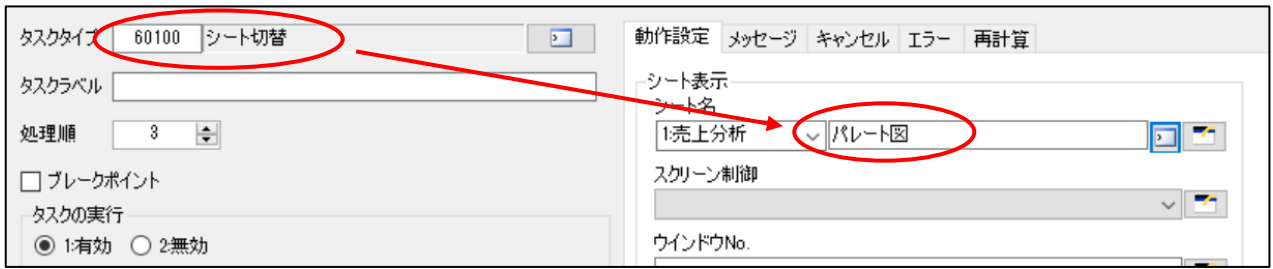 タスクタイプ 60100 シート切替
タスクラベル
処理順 3
ブレークポイント
タスクの実行
1:有効 2:無効
動作設定 メッセージ キャンセル エラー 再計算
シート表示
シート名
1:売上分析 パレート図
スクリーン制御
ウインドウNo.